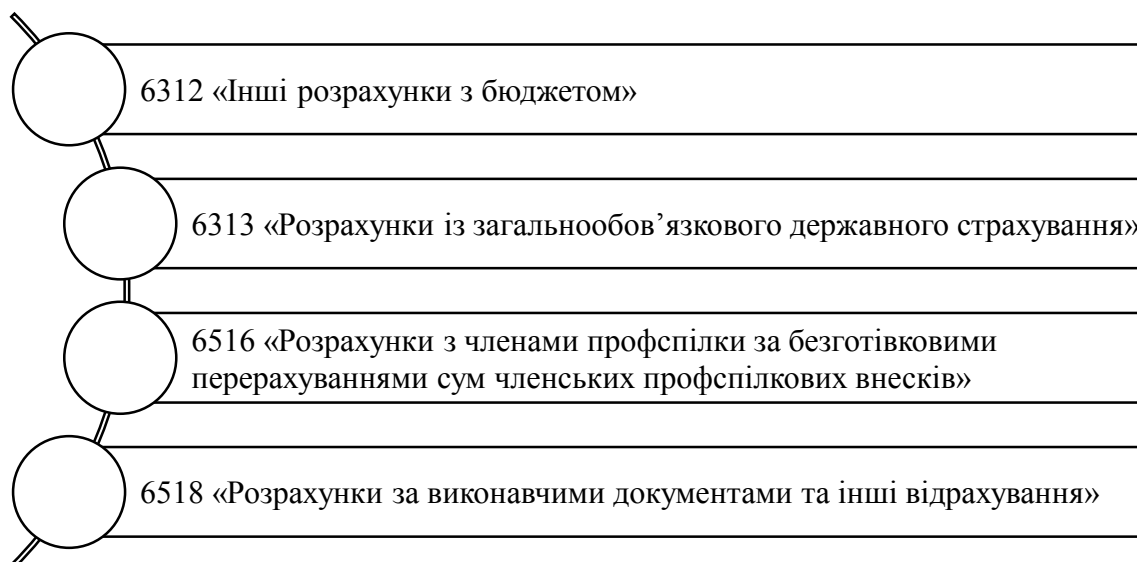 6312 «Інші розрахунки з бюджетом»
6313 «Розрахунки із загальнообов’язкового державного страхування»
6516 «Розрахунки з членами профспілки за безготівковими
перерахуваннями сум членських профспілкових внесків»
6518 «Розрахунки за виконавчими документами та інші відрахування»